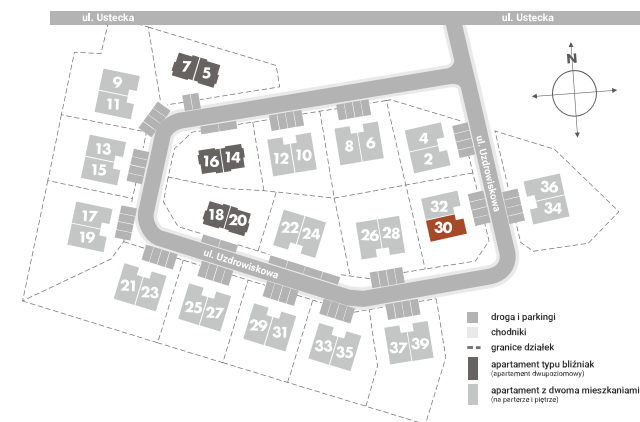 ul. Ustecka
ul. Ustecka
N
7 5
9
11
13
15
16 14
12 10
8 6
4
2
ul. Uzdrowiskowa
36
34
32
30
17
19
18 20
22 24
26 28
ul. Uzdrowiskowa
21 23
25 27
29 31
33 35
37 39
droga i parkingi
chodniki
granice działek
apartament typu bliźniak
(apartament dwupoziomowy)
apartament z dwoma mieszkaniami
(na parterze i piętrze)